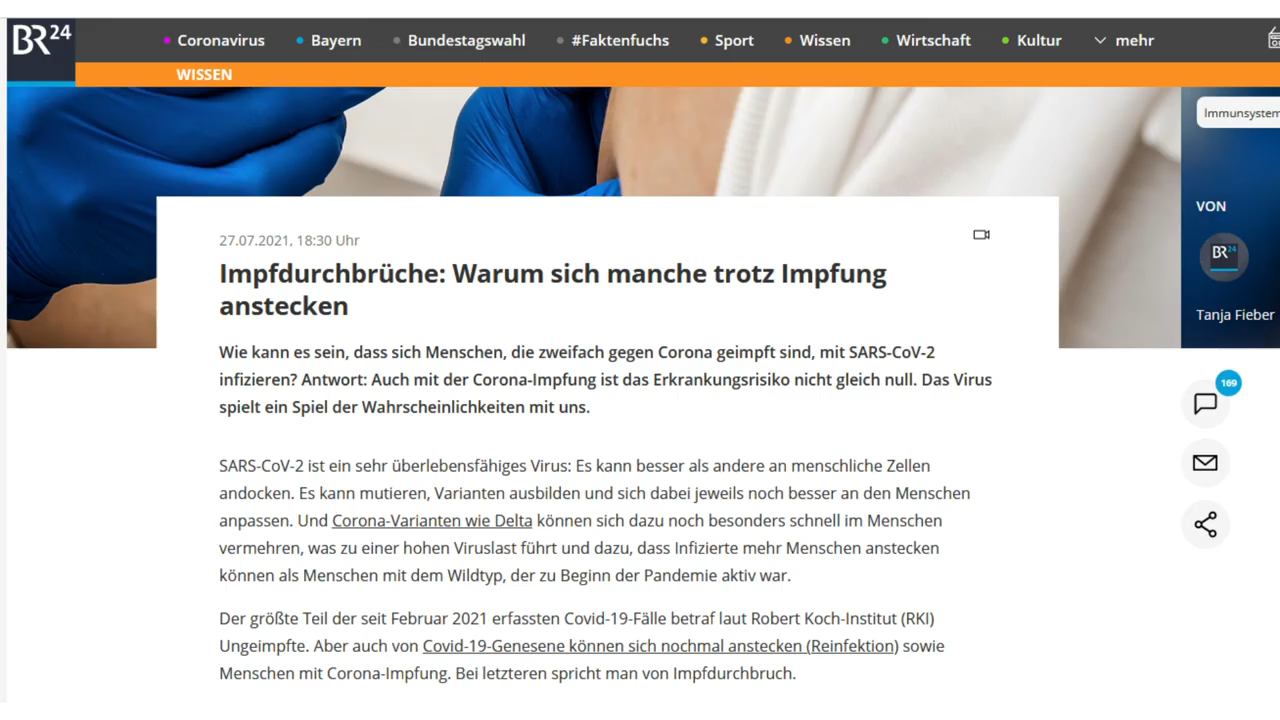 BR24
Coronavirus
Bayern
Bundestagswahl
#Faktenfuchs
Sport
Wissen
Wirtschaft
Kultur
mehr
WISSEN
Immunsystem
VON
BR24
Tanja Fieber
27.07.2021, 18:30 Uhr
Impfdurchbrüche: Warum sich manche trotz Impfung
anstecken
Wie kann es sein, dass sich Menschen, die zweifach gegen Corona geimpft sind, mit SARS-CoV-2
infizieren? Antwort: Auch mit der Corona-Impfung ist das Erkrankungsrisiko nicht gleich null. Das Virus
spielt ein Spiel der Wahrscheinlichkeiten mit uns.
169
SARS-CoV-2 ist ein sehr überlebensfähiges Virus: Es kann besser als andere an menschliche Zellen
andocken. Es kann mutieren, Varianten ausbilden und sich dabei jeweils noch besser an den Menschen
anpassen. Und Corona-Varianten wie Delta können sich dazu noch besonders schnell im Menschen
vermehren, was zu einer hohen Viruslast führt und dazu, dass Infizierte mehr Menschen anstecken
können als Menschen mit dem Wildtyp, der zu Beginn der Pandemie aktiv war.
Der größte Teil der seit Februar 2021 erfassten Covid-19-Fälle betraf laut Robert Koch-Institut (RKI)
Ungeimpfte. Aber auch von Covid-19-Genesene können sich nochmal anstecken (Reinfektion) sowie
Menschen mit Corona-Impfung. Bei letzteren spricht man von Impfdurchbruch.